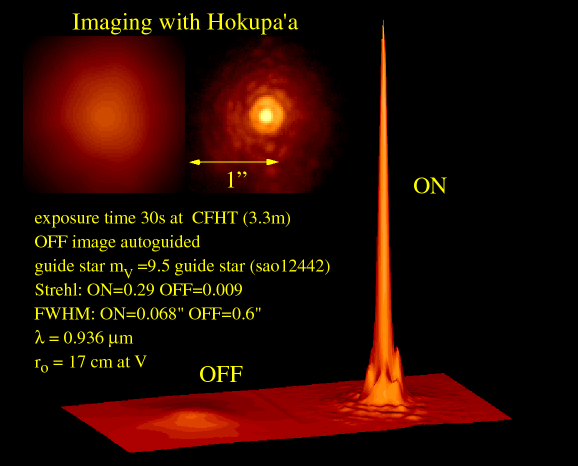 Imaging with Hokupa'a
1”
ON
exposure time 30s at CFHT (3.3m)
OFF image autoguided
guide star mV =9.5 guide star (sao12442)
Strehl: ON=0.29 OFF=0.009
FWHM: ON=0.068" OFF=0.6"
λ = 0.936 μm
ro = 17 cm at V
OFF